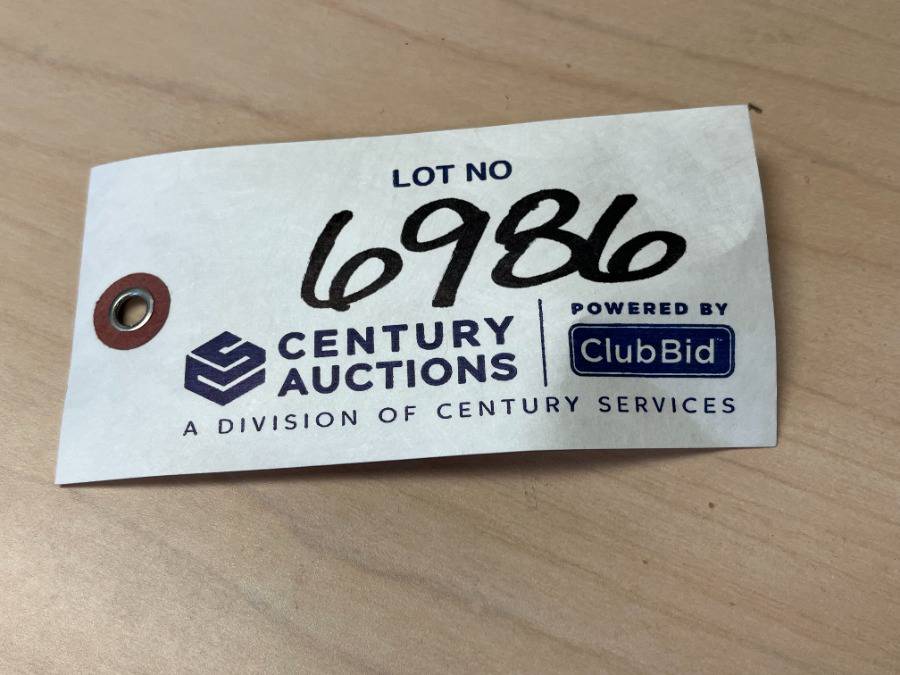 LOT NO
6986
CENTURY
AUCTIONS
POWERED BY
ClubBid
A DIVISION OF CENTURY SERVICES